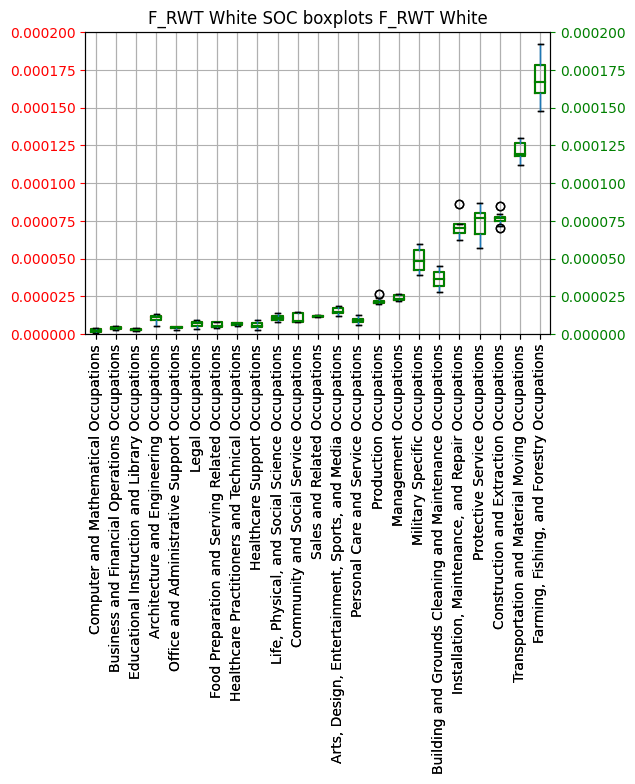 F_RWT White SOC boxplots F_RWT White
0.000200
0.000175
0.000150
0.000125
0.000100
0.000075
0.000050
0.000025
0.000000
0.000200
0.000175
0.000150
0.000125
0.000100
0.000075
0.000050
0.000025
0.000000
Computer and Mathematical Occupations
Business and Financial Operations Occupations
Educational Instruction and Library Occupations
Architecture and Engineering Occupations
Office and Administrative Support Occupations
Legal Occupations
Food Preparation and Serving Related Occupations
Healthcare Practitioners and Technical Occupations
Healthcare Support Occupations
Life, Physical, and Social Science Occupations
Community and Social Service Occupations
Sales and Related Occupations
Arts, Design, Entertainment, Sports, and Media Occupations
Personal Care and Service Occupations
Production Occupations
Management Occupations
Military Specific Occupations
Building and Grounds Cleaning and Maintenance Occupations
Installation, Maintenance, and Repair Occupations
Protective Service Occupations
Construction and Extraction Occupations
Transportation and Material Moving Occupations
Farming, Fishing, and Forestry Occupations